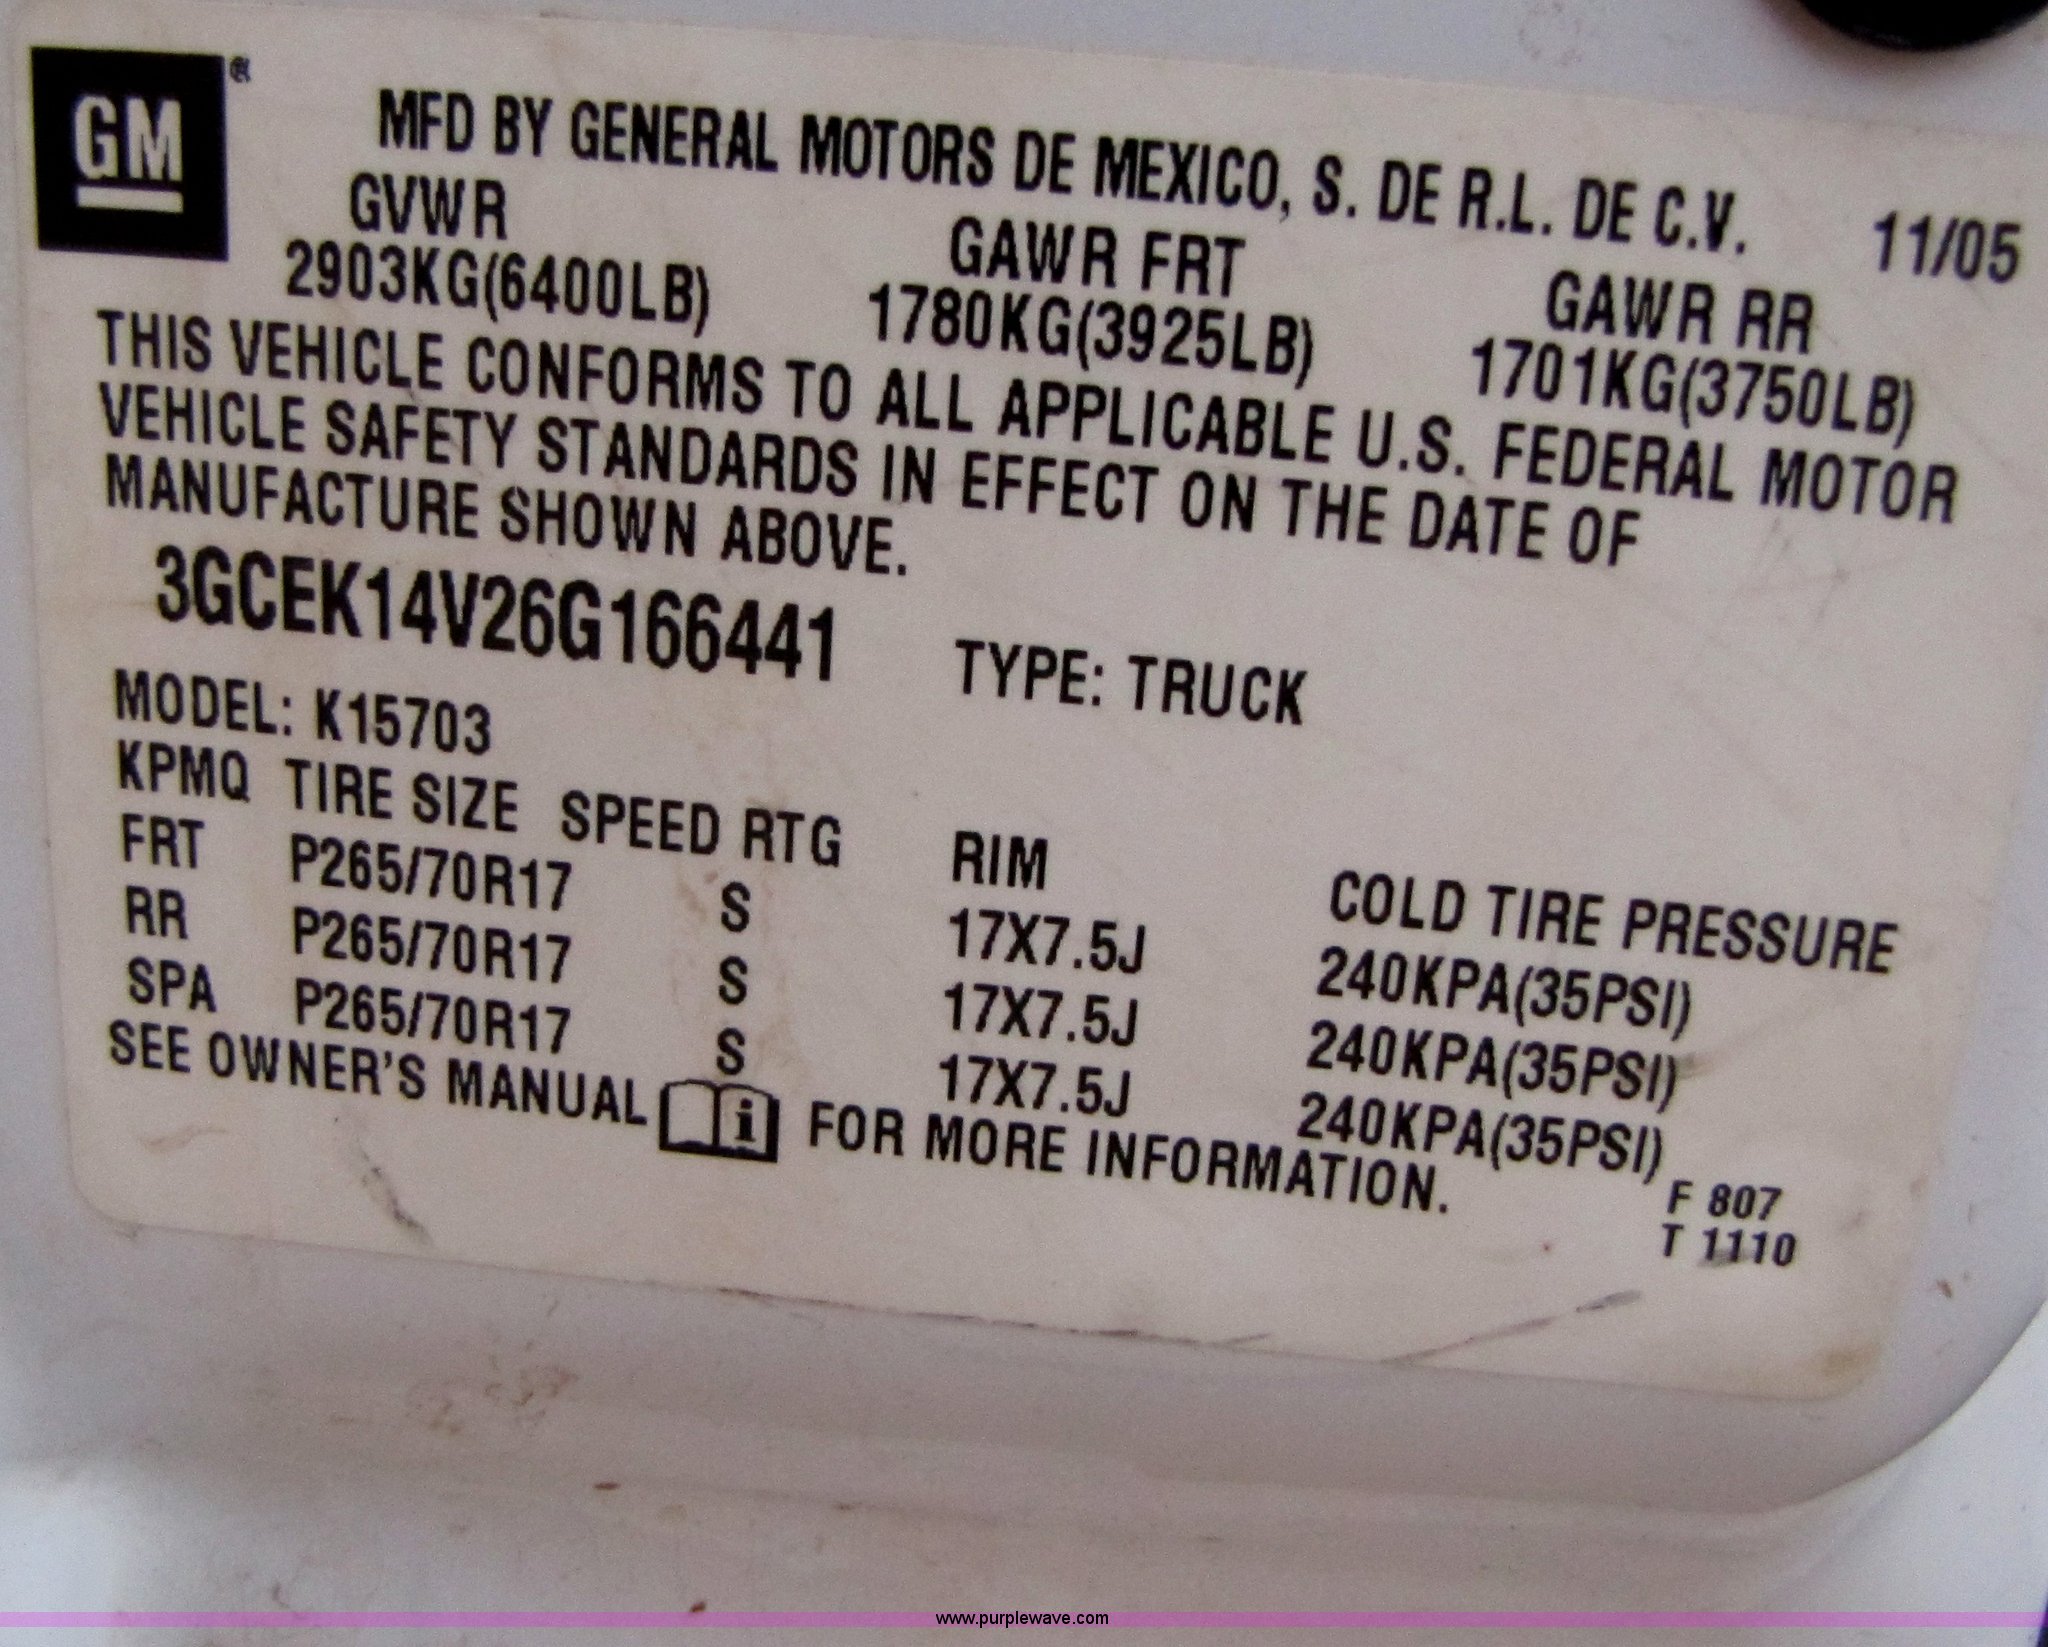 GM ®
MFD BY GENERAL MOTORS DE MEXICO, S. DE R.L. DE C.V. 11/05
GVWR GAWR FRT GAWR RR
2903KG(6400LB) 1780KG(3925LB) 1701KG(3750LB)
THIS VEHICLE CONFORMS TO ALL APPLICABLE U.S. FEDERAL MOTOR
VEHICLE SAFETY STANDARDS IN EFFECT ON THE DATE OF
MANUFACTURE SHOWN ABOVE.
3GCEK14V26G166441 TYPE: TRUCK
MODEL: K15703
KPMQ TIRE SIZE SPEED RTG RIM COLD TIRE PRESSURE
FRT P265/70R17 S 17X7.5J 240KPA(35PSI)
RR P265/70R17 S 17X7.5J 240KPA(35PSI)
SPA P265/70R17 S 17X7.5J 240KPA(35PSI)
SEE OWNER'S MANUAL i FOR MORE INFORMATION.
F 807
T 1110
www.purplewave.com